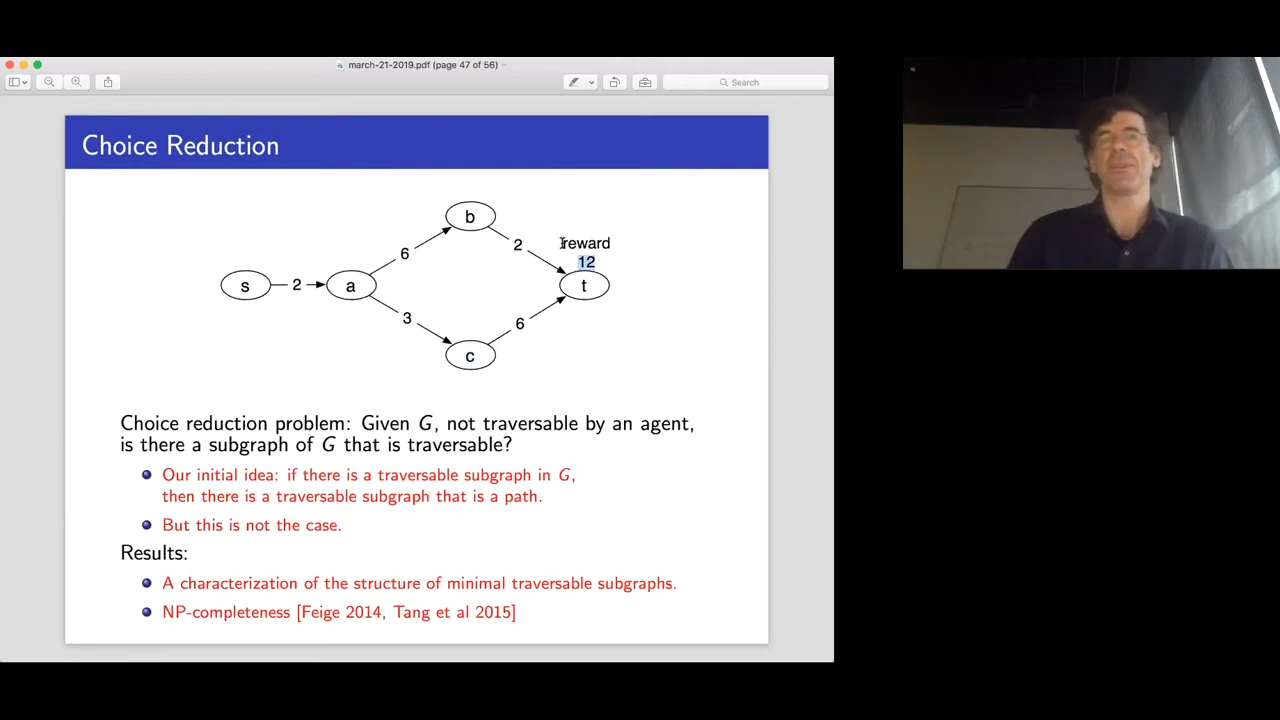 march-21-2019.pdf (page 47 of 56)
Search
Choice Reduction
b
6
2
reward
12
s
2
a
t
3
6
c
Choice reduction problem: Given G, not traversable by an agent,
is there a subgraph of G that is traversable?
Our initial idea: if there is a traversable subgraph in G,
then there is a traversable subgraph that is a path.
But this is not the case.
Results:
A characterization of the structure of minimal traversable subgraphs.
NP-completeness [Feige 2014, Tang et al 2015]